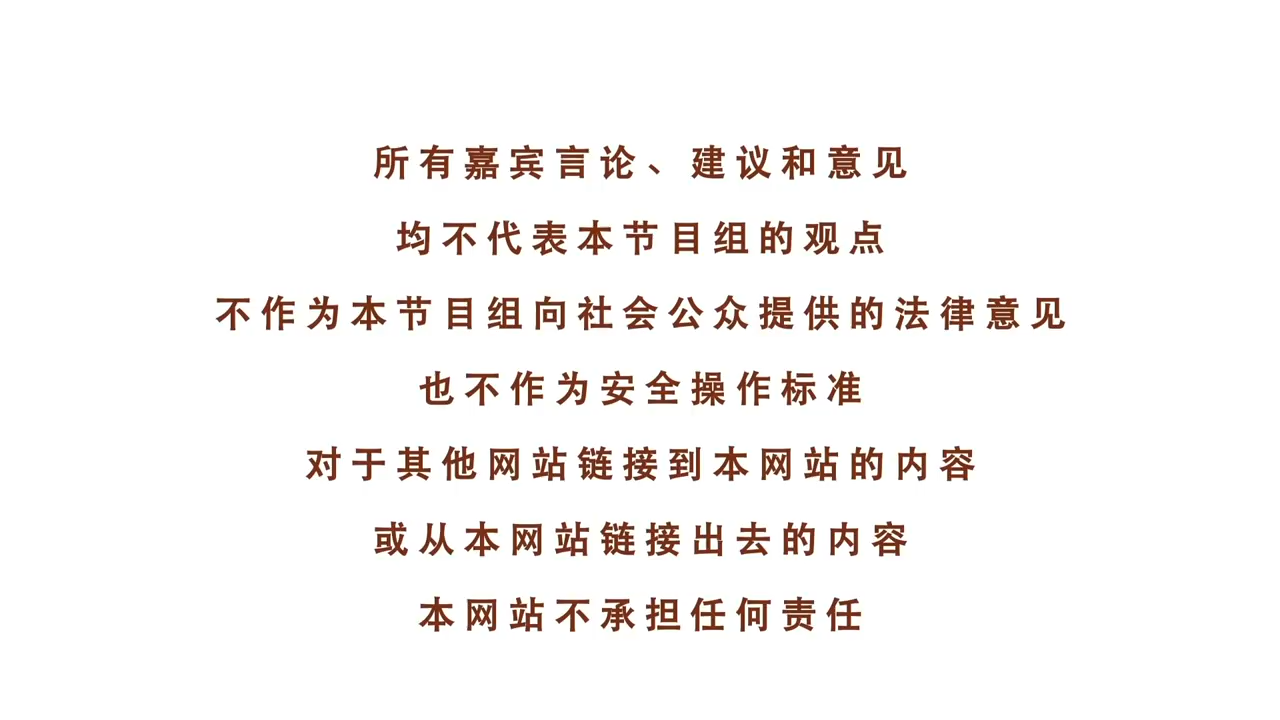 所有嘉宾言论、建议和意见
均不代表本节目组的观点
不作为本节目组向社会公众提供的法律意见
也不作为安全操作标准
对于其他网站链接到本网站的内容
或从本网站链接出去的内容
本网站不承担任何责任